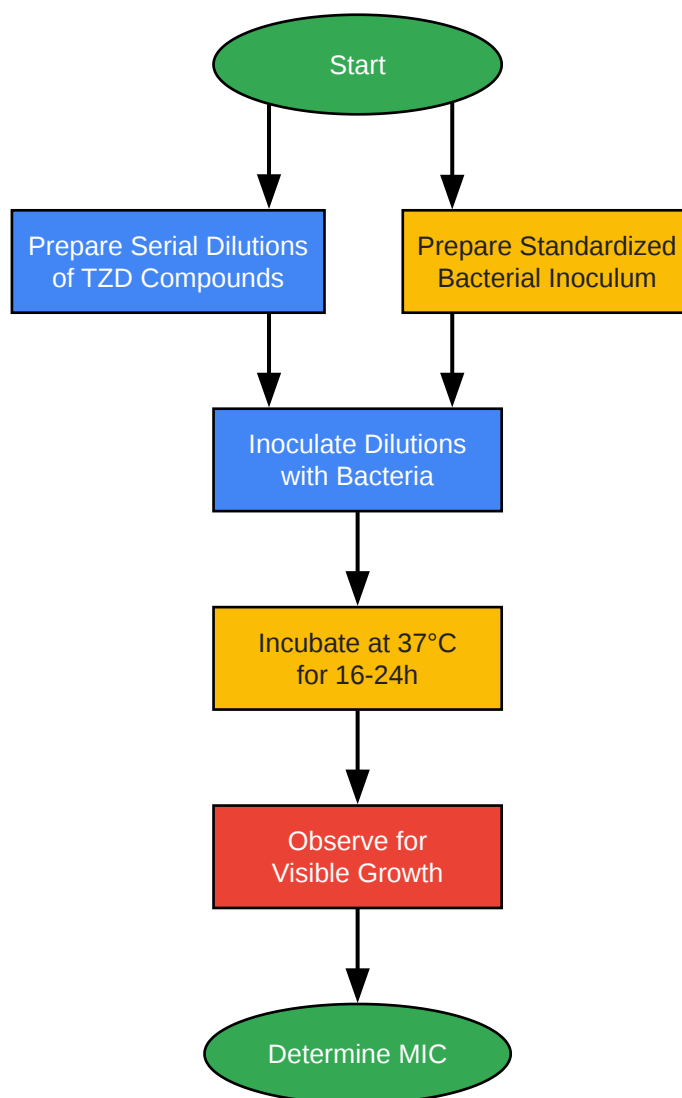 Start
Prepare Serial Dilutions
of TZD Compounds
Prepare Standardized
Bacterial Inoculum
Inoculate Dilutions
with Bacteria
Incubate at 37°C
for 16-24h
Observe for
Visible Growth
Determine MIC